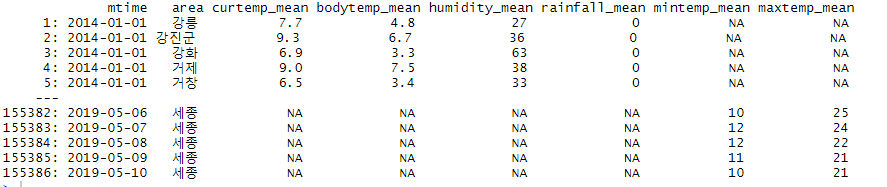 mtime area curtemp_mean bodytemp_mean humidity_mean rainfall_mean mintemp_mean maxtemp_mean
1: 2014-01-01 강릉 7.7 4.8 27 0 NA NA
2: 2014-01-01 강진군 9.3 6.7 36 0 NA NA
3: 2014-01-01 강화 6.9 3.3 63 0 NA NA
4: 2014-01-01 거제 9.0 7.5 38 0 NA NA
5: 2014-01-01 거창 6.5 3.4 33 0 NA NA
---
155382: 2019-05-06 세종 NA NA NA NA 10 25
155383: 2019-05-07 세종 NA NA NA NA 12 24
155384: 2019-05-08 세종 NA NA NA NA 12 22
155385: 2019-05-09 세종 NA NA NA NA 11 21
155386: 2019-05-10 세종 NA NA NA NA 10 21